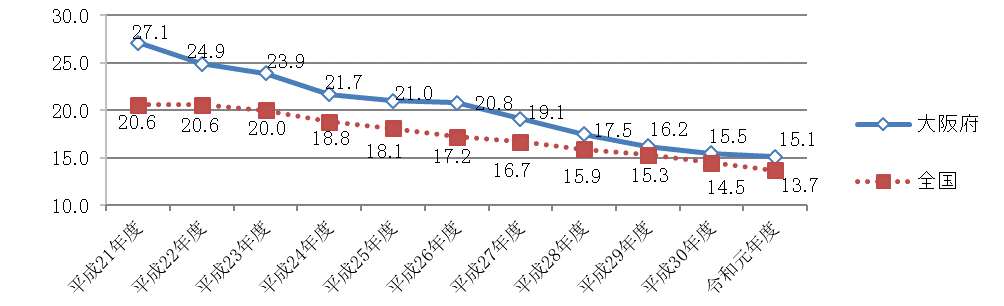 30.0
25.0
20.0
15.0
10.0
27.1
24.9
23.9
21.7
21.0
20.8
19.1
17.5
16.2
15.5
15.1
20.6
20.6
20.0
18.8
18.1
17.2
16.7
15.9
15.3
14.5
13.7
平成21年度
平成22年度
平成23年度
平成24年度
平成25年度
平成26年度
平成27年度
平成28年度
平成29年度
平成30年度
令和元年度
大阪府
全国